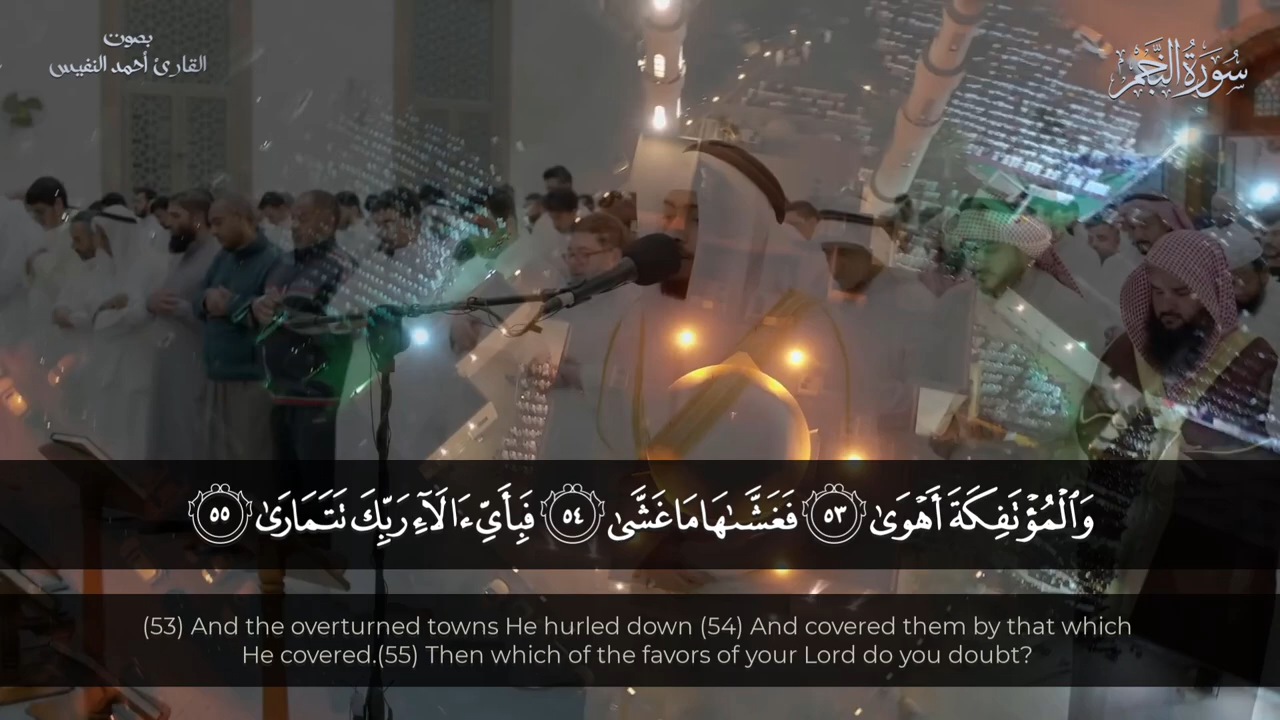 بصوت
القارئ أحمد النفيس
سُورَةُ النَّجْمِ
وَٱلْمُؤْتَفِكَةَ أَهْوَىٰ ٥٣ فَغَشَّىٰهَا مَا غَشَّىٰ ٥٤ فَبِأَىِّ ءَالَآءِ رَبِّكَ تَتَمَارَىٰ ٥٥
(53) And the overturned towns He hurled down (54) And covered them by that which
He covered.(55) Then which of the favors of your Lord do you doubt?